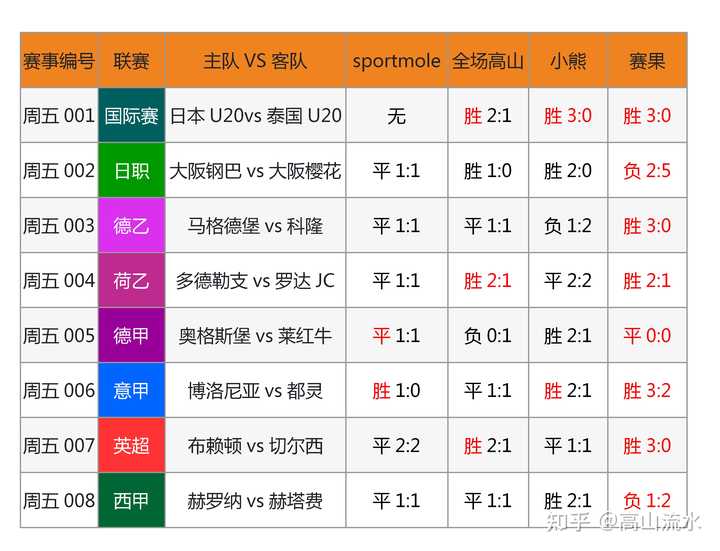 赛事编号 联赛 主队 VS 客队 sportmole 全场高山 小熊 赛果
周五 001 国际赛 日本 U20vs 泰国 U20 无 胜 2:1 胜 3:0 胜 3:0
周五 002 日职 大阪钢巴 vs 大阪樱花 平 1:1 胜 1:0 胜 2:0 负 2:5
周五 003 德乙 马格德堡 vs 科隆 平 1:1 平 1:1 负 1:2 胜 3:0
周五 004 荷乙 多德勒支 vs 罗达 JC 平 1:1 胜 2:1 平 2:2 胜 2:1
周五 005 德甲 奥格斯堡 vs 莱红牛 平 1:1 负 0:1 胜 2:1 平 0:0
周五 006 意甲 博洛尼亚 vs 都灵 胜 1:0 平 1:1 胜 2:1 胜 3:2
周五 007 英超 布赖顿 vs 切尔西 平 2:2 胜 2:1 平 1:1 胜 3:0
周五 008 西甲 赫罗纳 vs 赫塔费 平 1:1 平 1:1 胜 2:1 负 1:2
知乎 @高山流水